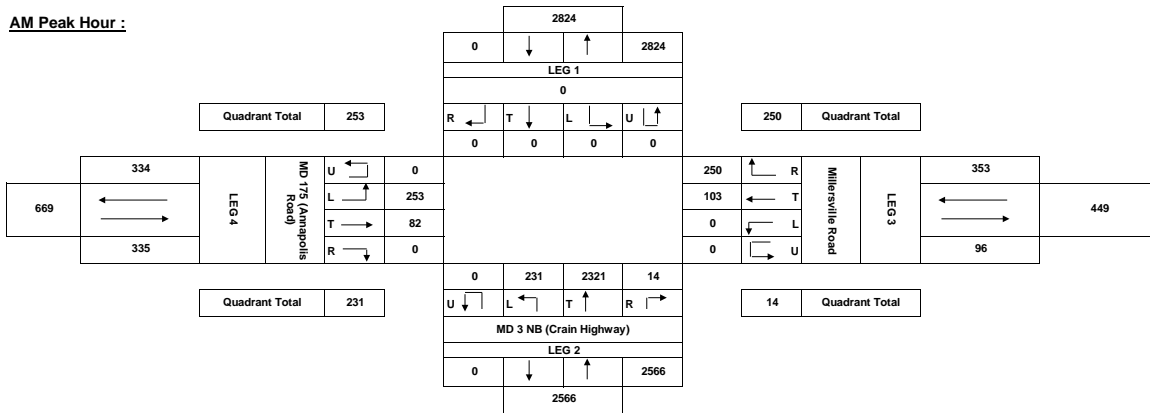 AM Peak Hour :
2824
0 2824
LEG 1
0
Quadrant Total 253
R T L U
250 Quadrant Total
0 0 0 0
334
U 0
250 R
353
669
LEG 4
MD 175 (Annapolis Road)
L 253
103 T
Millersville Road
LEG 3
449
T 82
0 L
335
R 0
0 U
96
0 231 2321 14
Quadrant Total 231
U L T R
14 Quadrant Total
MD 3 NB (Crain Highway)
LEG 2
0 2566
2566